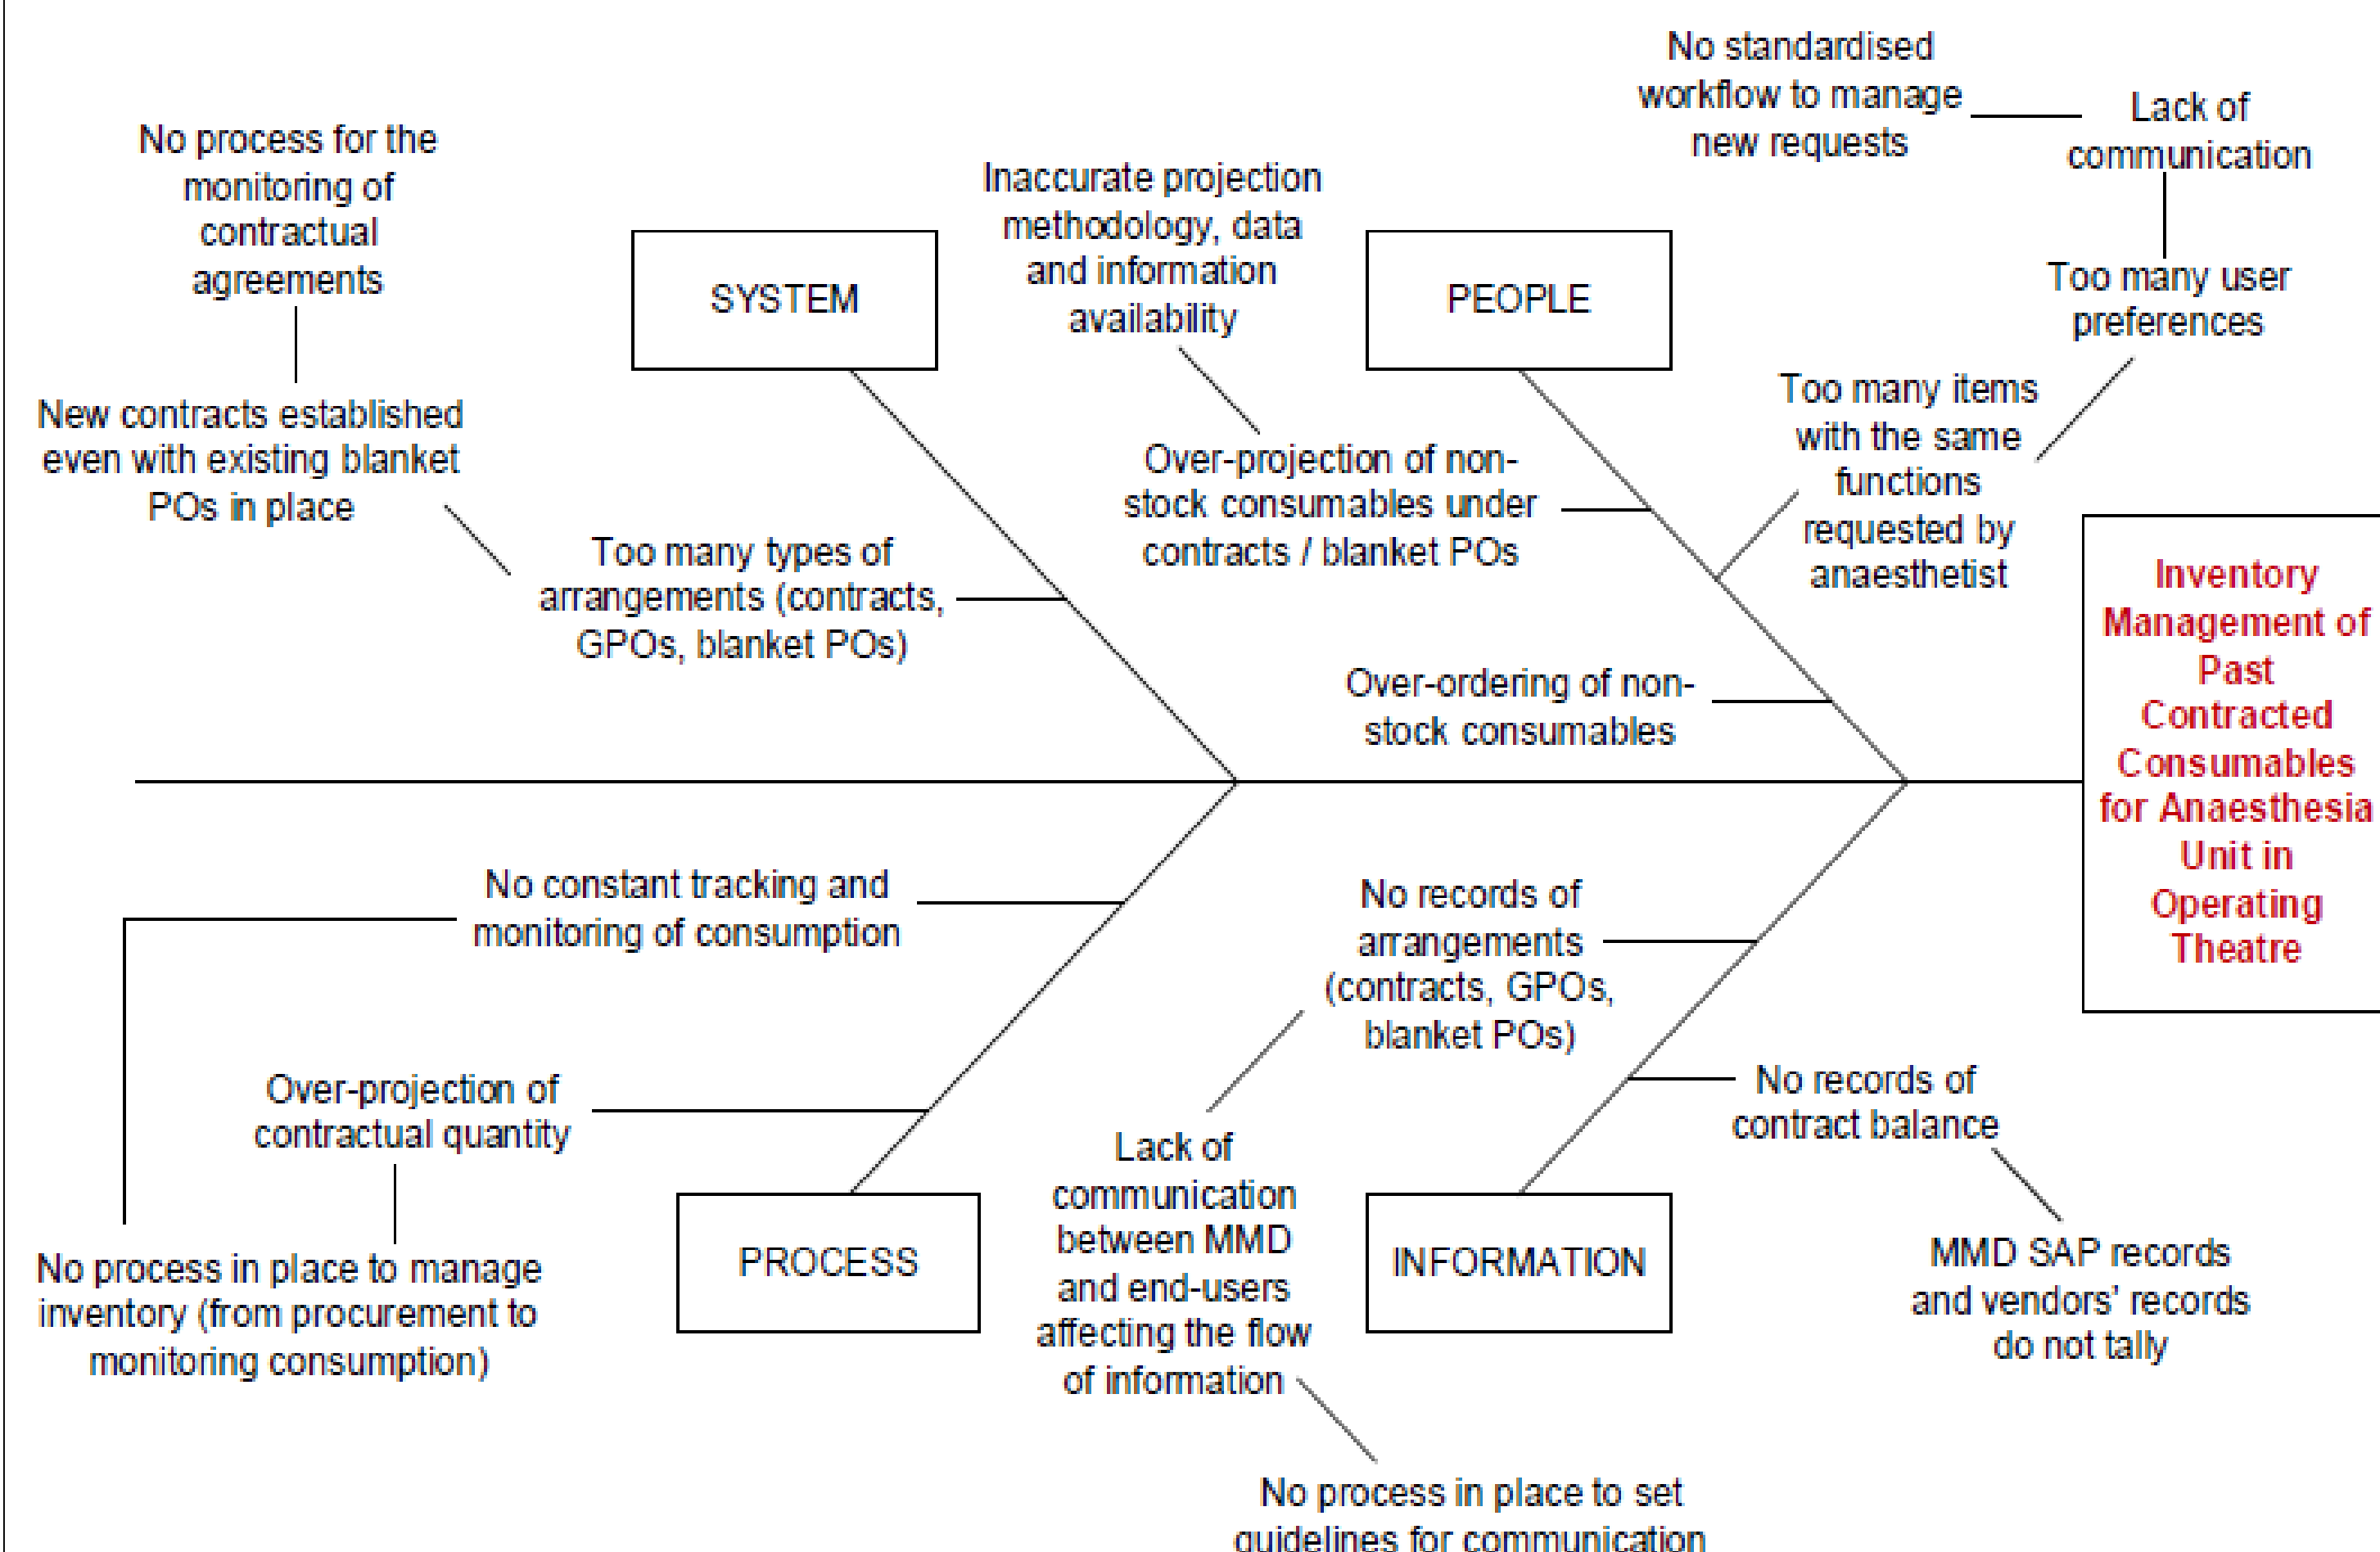 No process for the
monitoring of
contractual
agreements
New contracts established
even with existing blanket
POs in place
Too many types of
arrangements (contracts,
GPOs, blanket POs)
SYSTEM
Inaccurate projection
methodology, data
and information
availability
Over-projection of non-
stock consumables under
contracts / blanket POs
PEOPLE
No standardised
workflow to manage
new requests
Lack of
communication
Too many user
preferences
Too many items
with the same
functions
requested by
anaesthetist
Over-ordering of non-
stock consumables
Inventory
Management of
Past
Contracted
Consumables
for Anaesthesia
Unit in
Operating
Theatre
No constant tracking and
monitoring of consumption
Over-projection of
contractual quantity
No process in place to manage
inventory (from procurement to
monitoring consumption)
PROCESS
No records of
arrangements
(contracts, GPOs,
blanket POs)
Lack of
communication
between MMD
and end-users
affecting the flow
of information
No process in place to set
guidelines for communication
INFORMATION
No records of
contract balance
MMD SAP records
and vendors’ records
do not tally